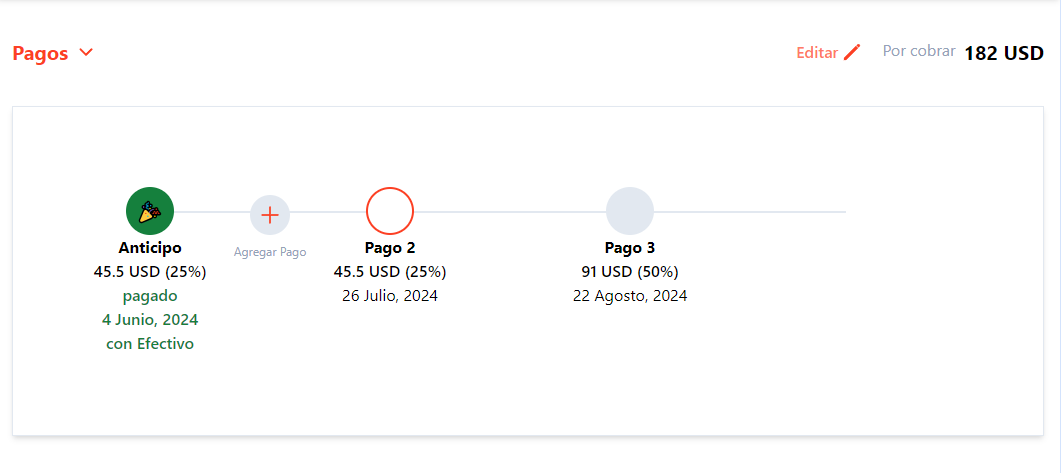 Pagos
Editar
Por cobrar 182 USD
Anticipo
45.5 USD (25%)
pagado
4 Junio, 2024
con Efectivo
Agregar Pago
Pago 2
45.5 USD (25%)
26 Julio, 2024
Pago 3
91 USD (50%)
22 Agosto, 2024